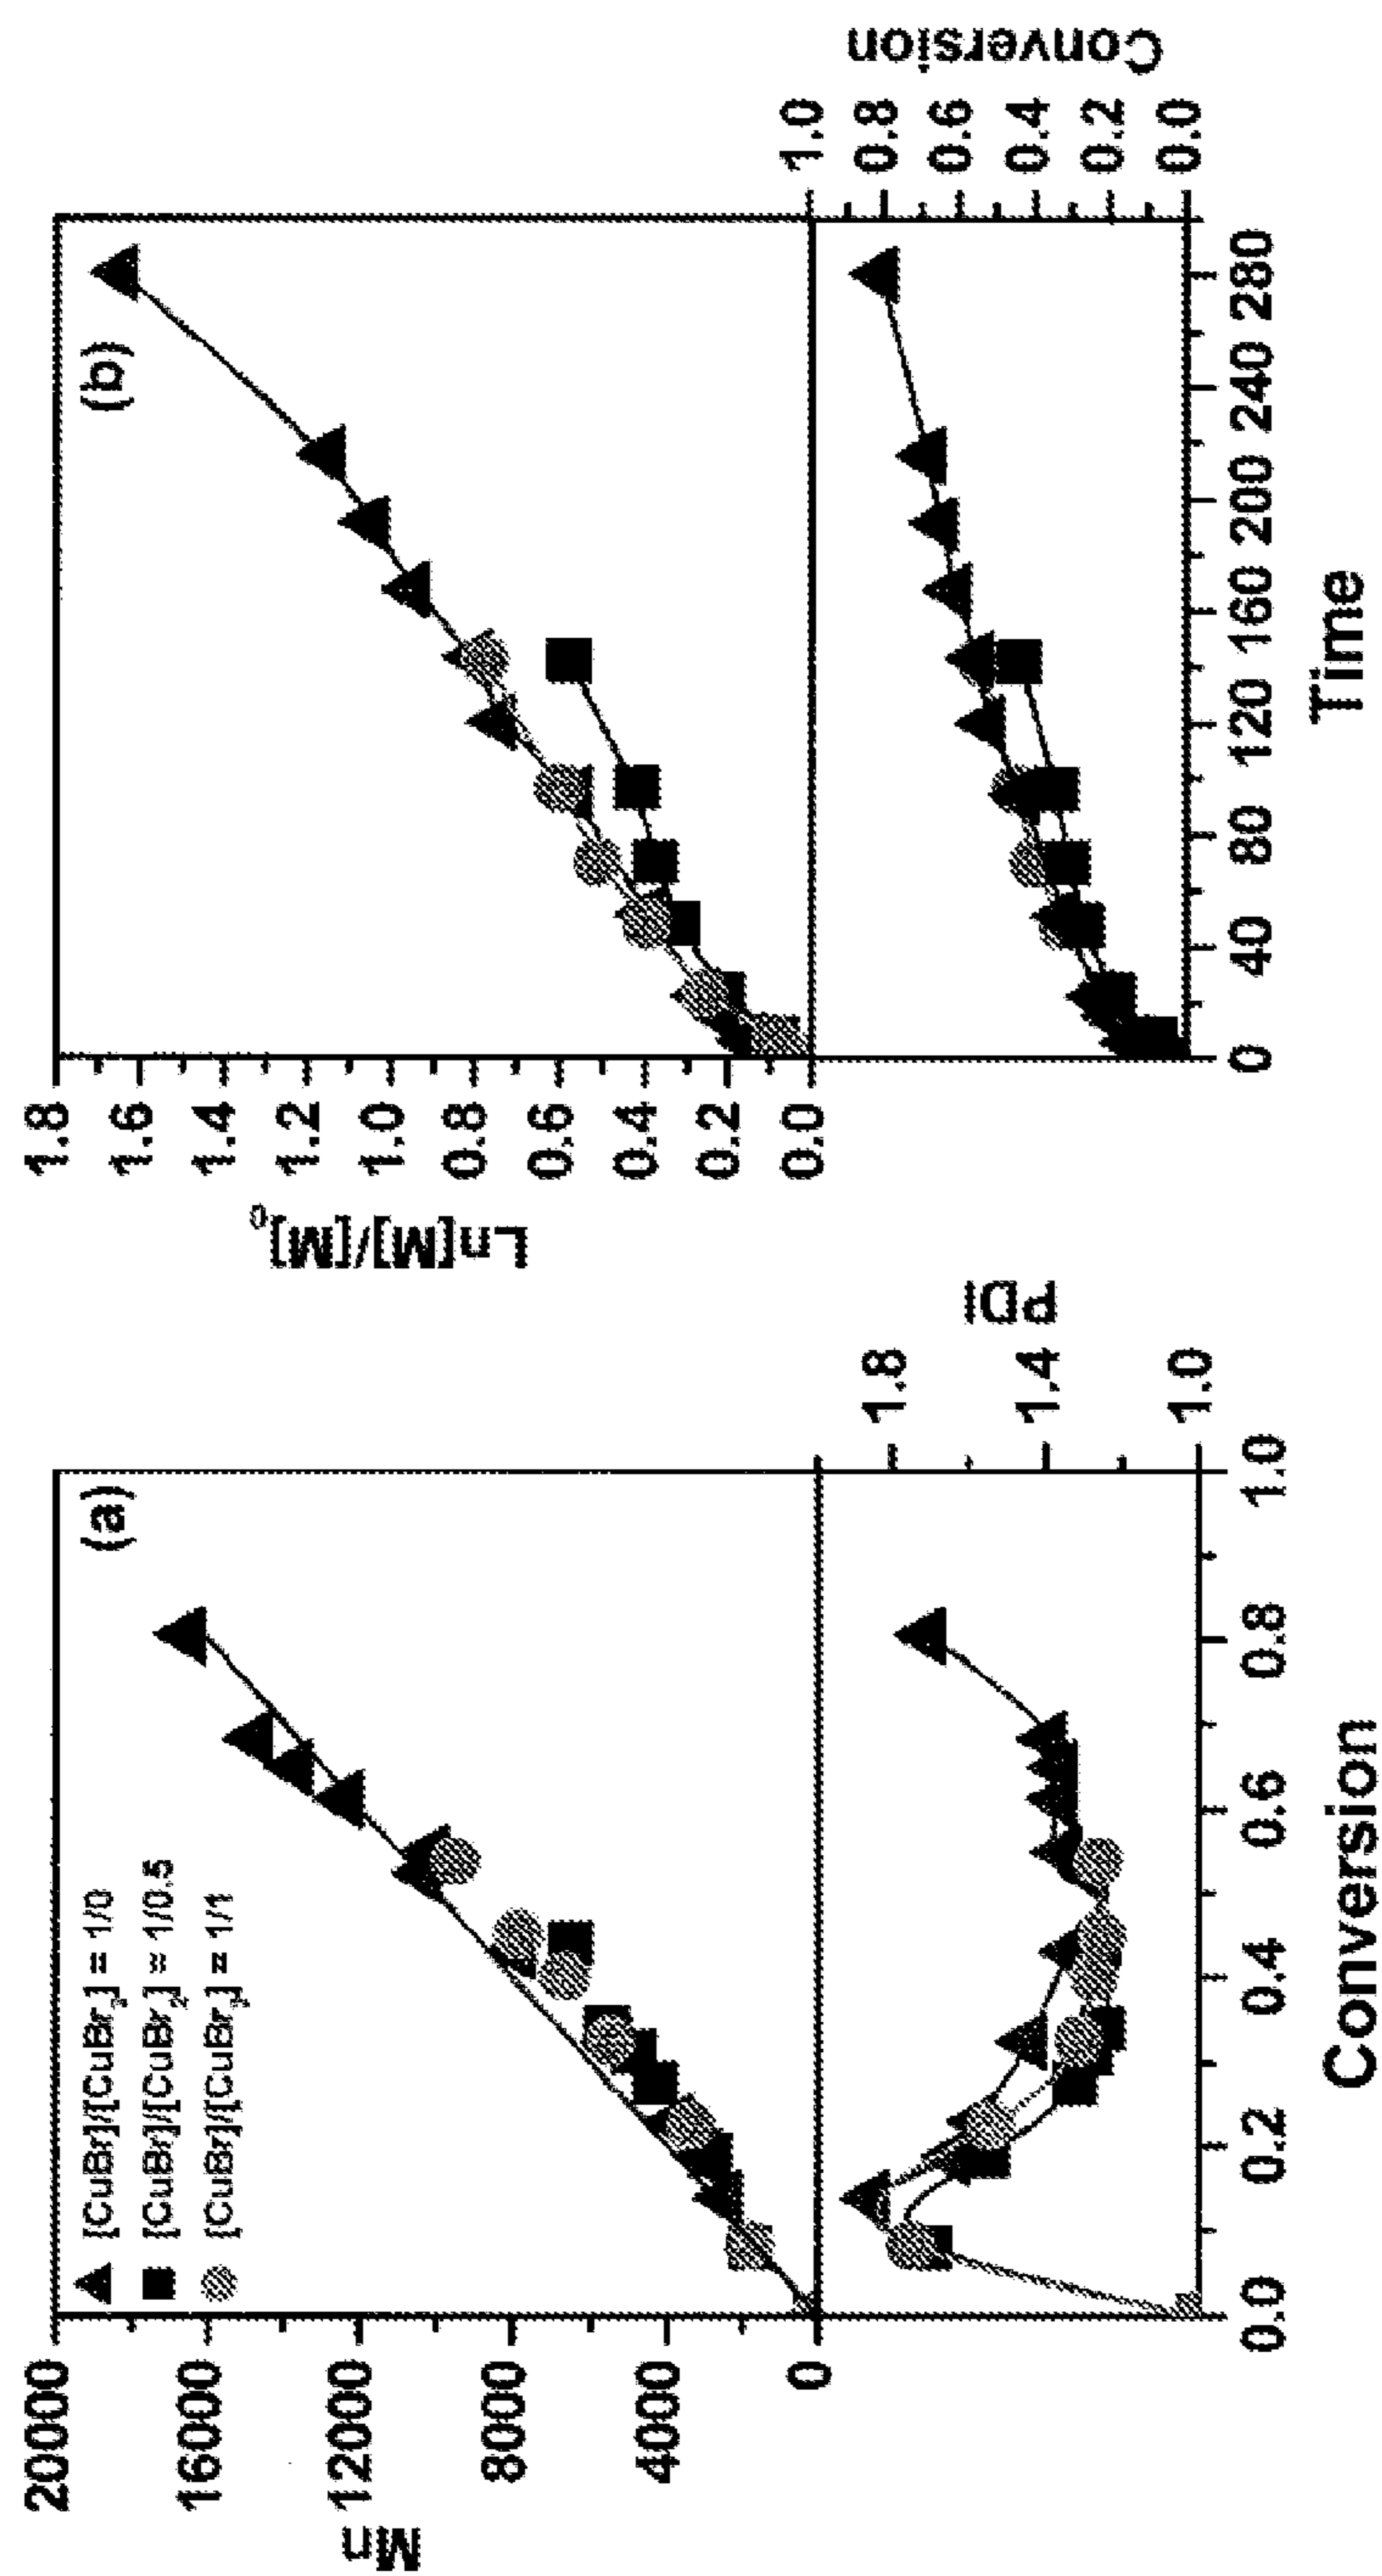 (a)
▲ [CuBr]/[CuBr2] = 1/0
■ [CuBr]/[CuBr2] = 1/0.5
[CuBr]/[CuBr2] = 1/1
20000
16000
12000
8000
4000
0
Mn
1.8
1.4
1.0
PDI
0.0 0.2 0.4 0.6 0.8 1.0
Conversion
(b)
1.8
1.6
1.4
1.2
1.0
0.8
0.6
0.4
0.2
0.0
Ln[M]/[M]0
1.0
0.8
0.6
0.4
0.2
0.0
Conversion
0 40 80 120 160 200 240 280
Time